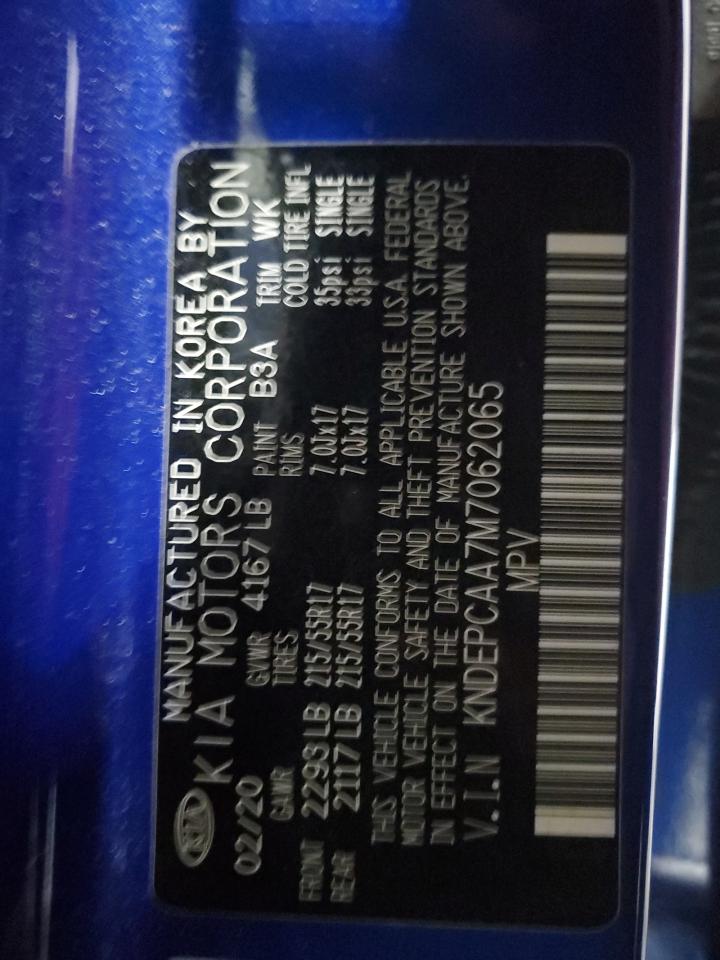 MANUFACTURED IN KOREA BY
KIA KIA MOTORS CORPORATION
02/20 GVWR 4167 LB PAINT B3A TRIM WK
GAWR TIRES RIMS COLD TIRE INFL
FRONT 2293 LB 215/55R17 7.0Jx17 35psi SINGLE
REAR 2117 LB 215/55R17 7.0Jx17 33psi SINGLE
THIS VEHICLE CONFORMS TO ALL APPLICABLE U.S.A. FEDERAL
MOTOR VEHICLE SAFETY AND THEFT PREVENTION STANDARDS
IN EFFECT ON THE DATE OF MANUFACTURE SHOWN ABOVE.
V.I.N KNDEPCAA7M7062065
MPV